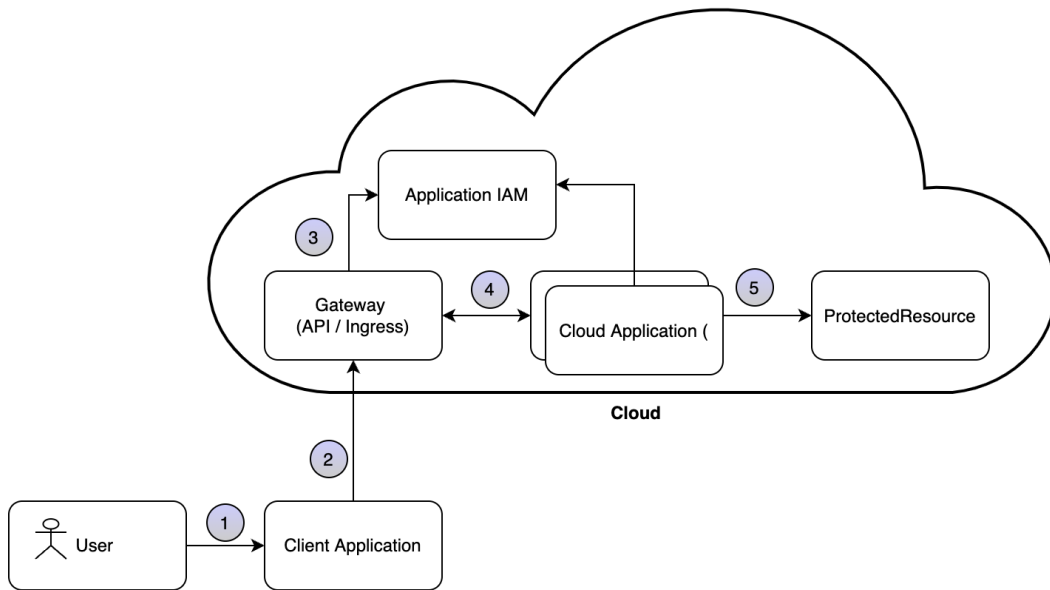 Application IAM
3
Gateway
(API / Ingress)
4
Cloud Application (
5
ProtectedResource
Cloud
2
User
1
Client Application